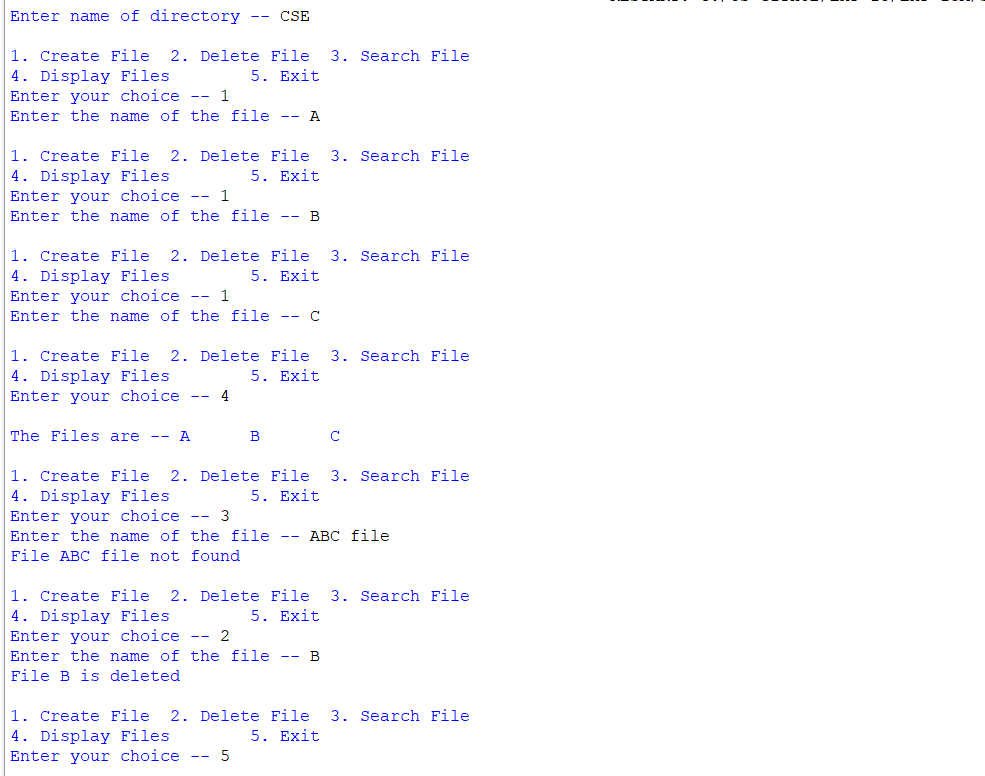 Enter name of directory -- CSE
1. Create File  2. Delete File  3. Search File
4. Display Files        5. Exit
Enter your choice -- 1
Enter the name of the file -- A
1. Create File  2. Delete File  3. Search File
4. Display Files        5. Exit
Enter your choice -- 1
Enter the name of the file -- B
1. Create File  2. Delete File  3. Search File
4. Display Files        5. Exit
Enter your choice -- 1
Enter the name of the file -- C
1. Create File  2. Delete File  3. Search File
4. Display Files        5. Exit
Enter your choice -- 4
The Files are -- A      B       C
1. Create File  2. Delete File  3. Search File
4. Display Files        5. Exit
Enter your choice -- 3
Enter the name of the file -- ABC file
File ABC file not found
1. Create File  2. Delete File  3. Search File
4. Display Files        5. Exit
Enter your choice -- 2
Enter the name of the file -- B
File B is deleted
1. Create File  2. Delete File  3. Search File
4. Display Files        5. Exit
Enter your choice -- 5